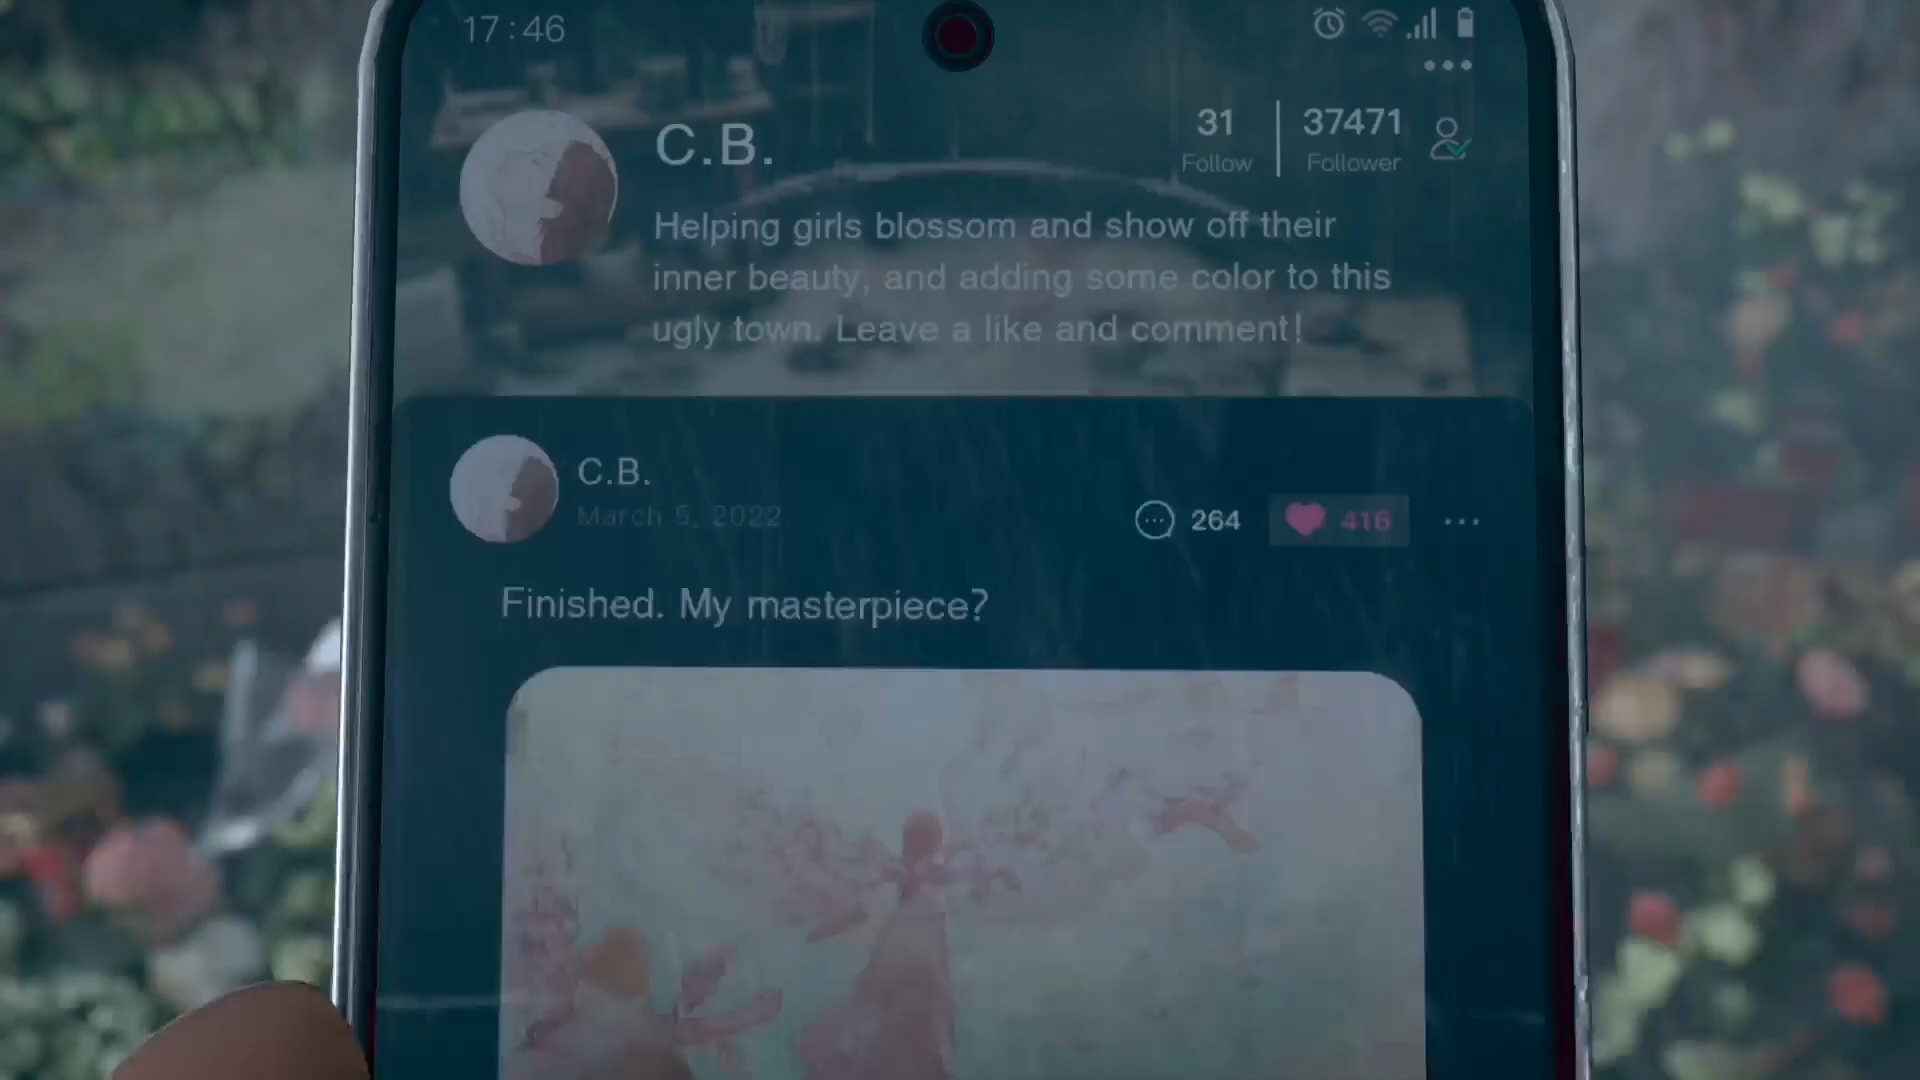 17:46
C.B.
31
Follow
37471
Follower
Helping girls blossom and show off their
inner beauty, and adding some color to this
ugly town. Leave a like and comment!
C.B.
March 5, 2022
264
416
Finished. My masterpiece?